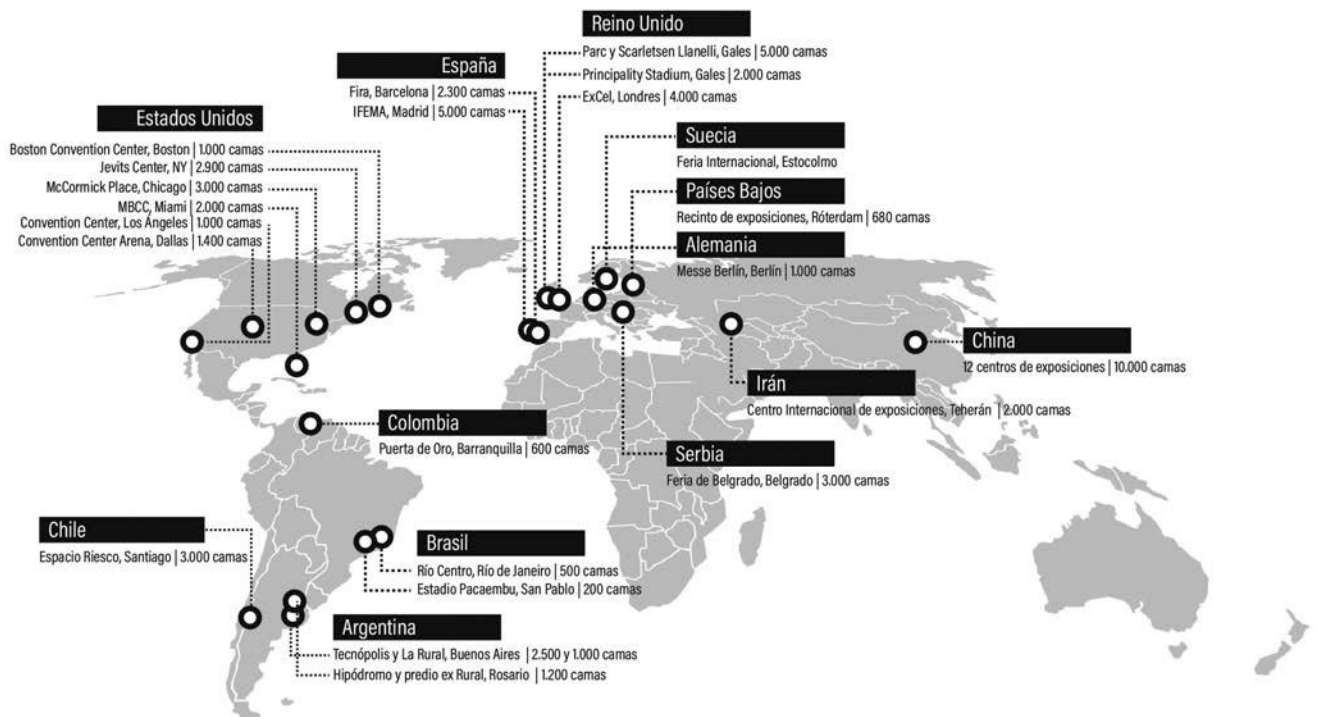 Reino Unido
Parc y Scarletsen Llanelli, Gales | 5.000 camas
Principality Stadium, Gales | 2.000 camas
ExCel, Londres | 4.000 camas
España
Fira, Barcelona | 2.300 camas
IFEMA, Madrid | 5.000 camas
Estados Unidos
Boston Convention Center, Boston | 1.000 camas
Jevits Center, NY | 2.900 camas
McCormick Place, Chicago | 3.000 camas
MBCC, Miami | 2.000 camas
Convention Center, Los Ángeles | 1.000 camas
Convention Center Arena, Dallas | 1.400 camas
Suecia
Feria Internacional, Estocolmo
Países Bajos
Recinto de exposiciones, Róterdam | 680 camas
Alemania
Messe Berlín, Berlín | 1.000 camas
China
12 centros de exposiciones | 10.000 camas
Irán
Centro Internacional de exposiciones, Teherán | 2.000 camas
Colombia
Puerta de Oro, Barranquilla | 600 camas
Serbia
Feria de Belgrado, Belgrado | 3.000 camas
Chile
Espacio Riesco, Santiago | 3.000 camas
Brasil
Río Centro, Río de Janeiro | 500 camas
Estadio Pacaembu, San Pablo | 200 camas
Argentina
Tecnópolis y La Rural, Buenos Aires | 2.500 y 1.000 camas
Hipódromo y predio ex Rural, Rosario | 1.200 camas